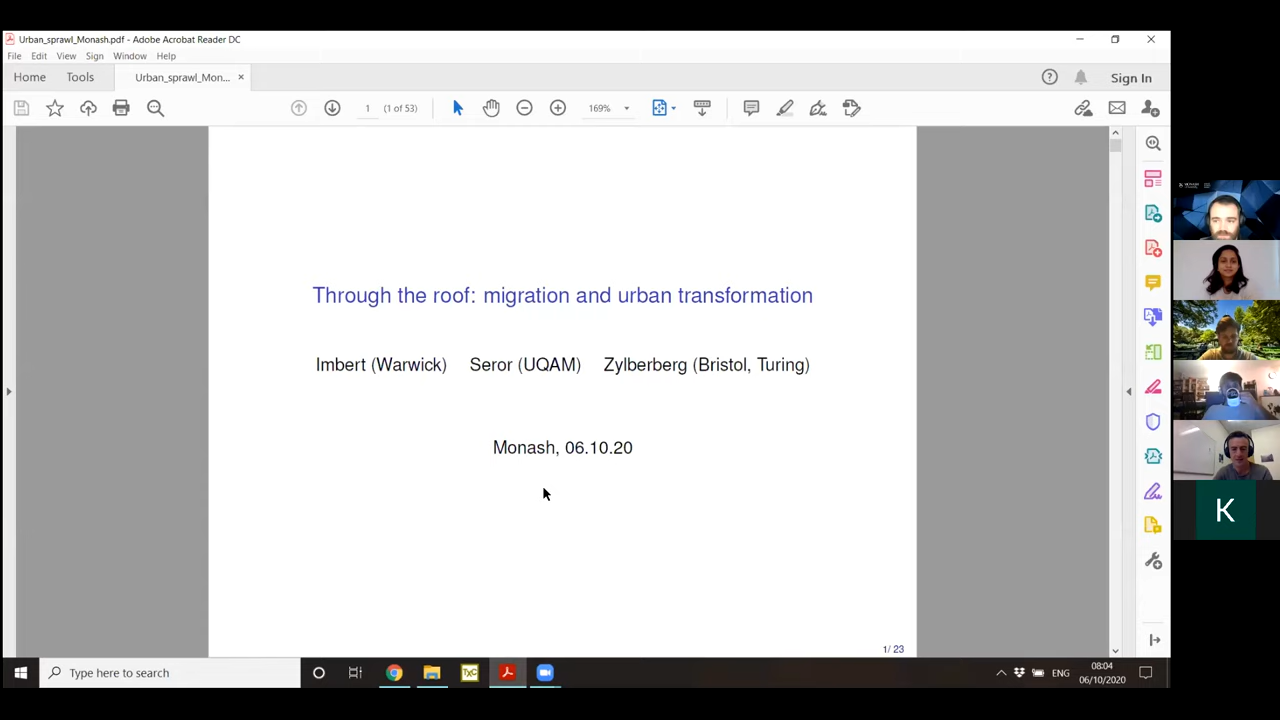 Urban_sprawl_Monash.pdf - Adobe Acrobat Reader DC
File Edit View Sign Window Help
Home Tools Urban_sprawl_Mon... × Sign In
1 (1 of 53) 169%
Through the roof: migration and urban transformation
Imbert (Warwick) Seror (UQAM) Zylberberg (Bristol, Turing)
Monash, 06.10.20
1/ 23
K
Type here to search
ENG
08:04
06/10/2020